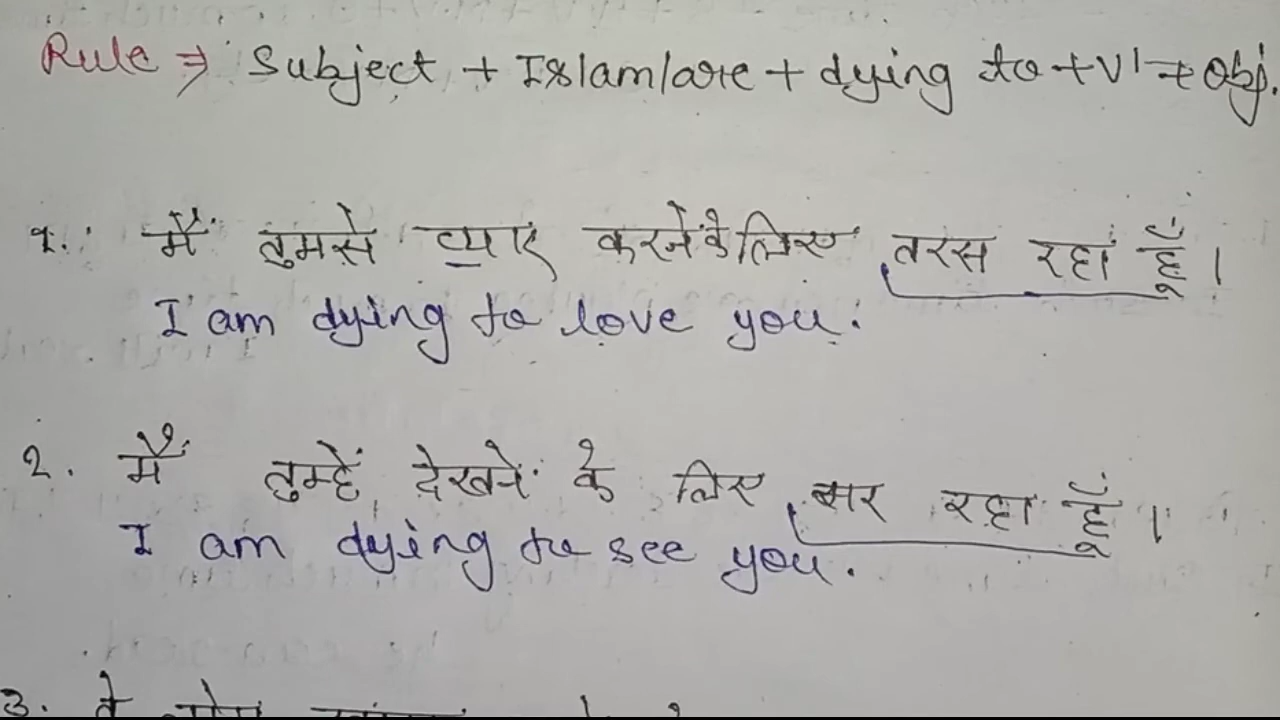 Rule ⇒ Subject + Is/am/are + dying to + V1 + Obj.
1. मैं तुमसे प्यार करने के लिए तरस रहा हूँ।
I am dying to love you.
2. मैं तुम्हें देखने के लिए मर रहा हूँ।
I am dying to see you.
3. वे लोग